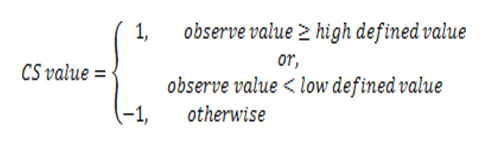 1, observe value ≥ high defined value
or,
CS value =
observe value < low defined value
−1, otherwise